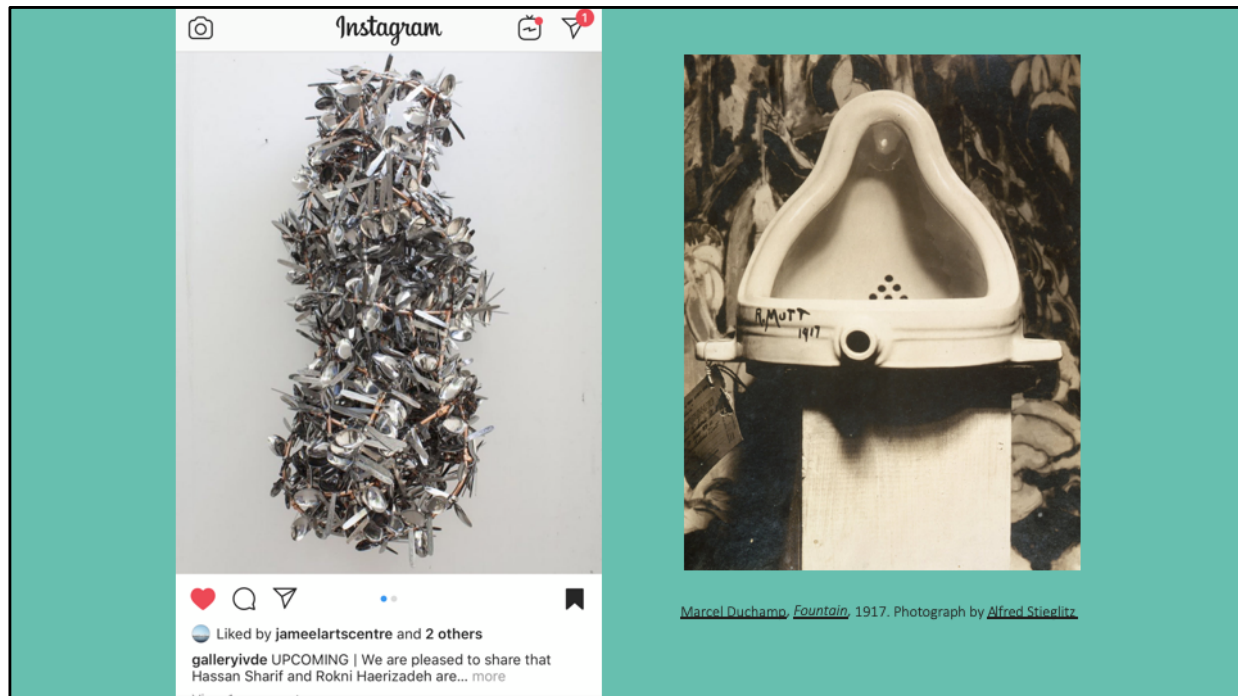 Instagram
1
Liked by jameelartscentre and 2 others
galleryivde UPCOMING | We are pleased to share that
Hassan Sharif and Rokni Haerizadeh are... more
R. MUTT
1917
Marcel Duchamp, Fountain, 1917. Photograph by Alfred Stieglitz